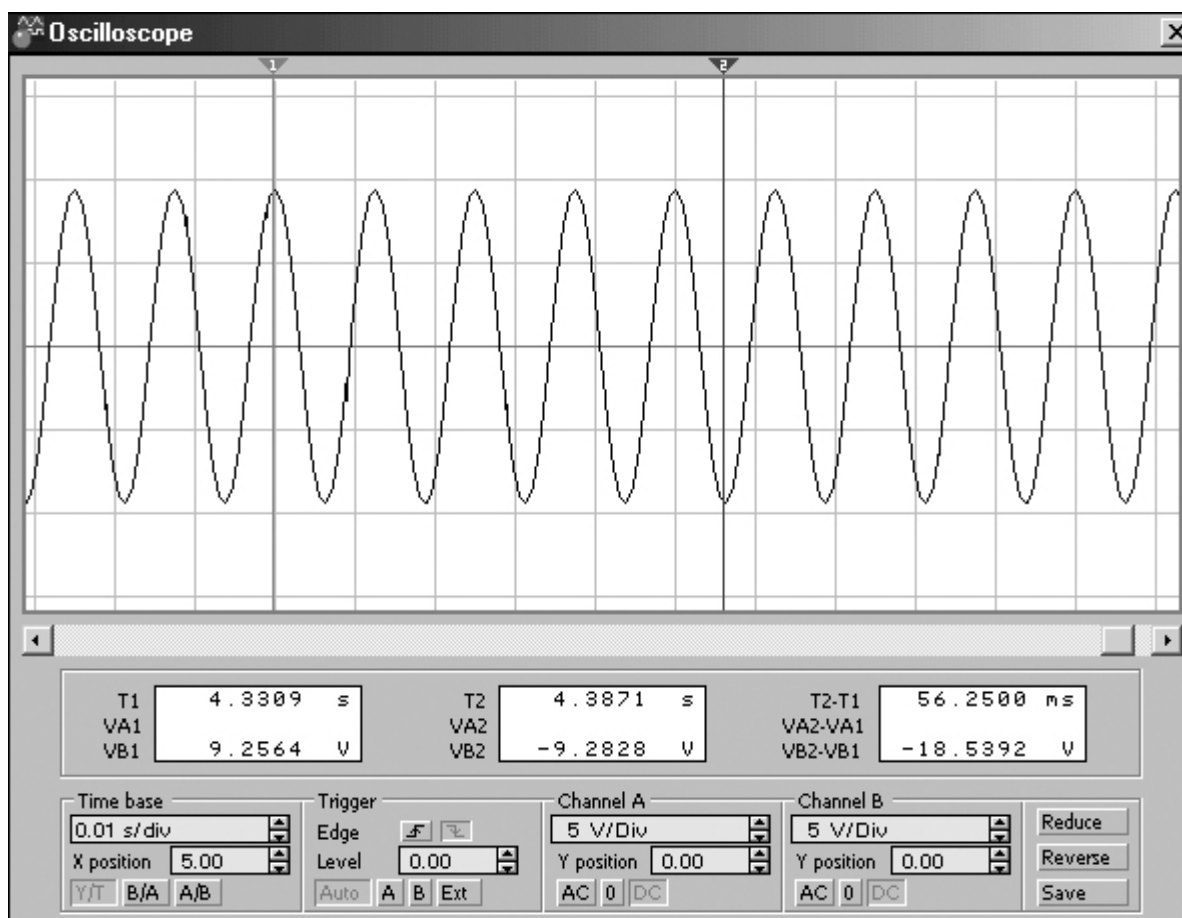 Oscilloscope
1 2
T1 4.3309 s T2 4.3871 s T2-T1 56.2500 ms
VA1 VA2 VA2-VA1
VB1 9.2564 V VB2 -9.2828 V VB2-VB1 -18.5392 V
Time base Trigger Channel A Channel B
0.01 s/div Edge 5 V/Div 5 V/Div Reduce
X position 5.00 Level 0.00 Y position 0.00 Y position 0.00 Reverse
Y/T B/A A/B Auto A B Ext AC 0 DC AC 0 DC Save